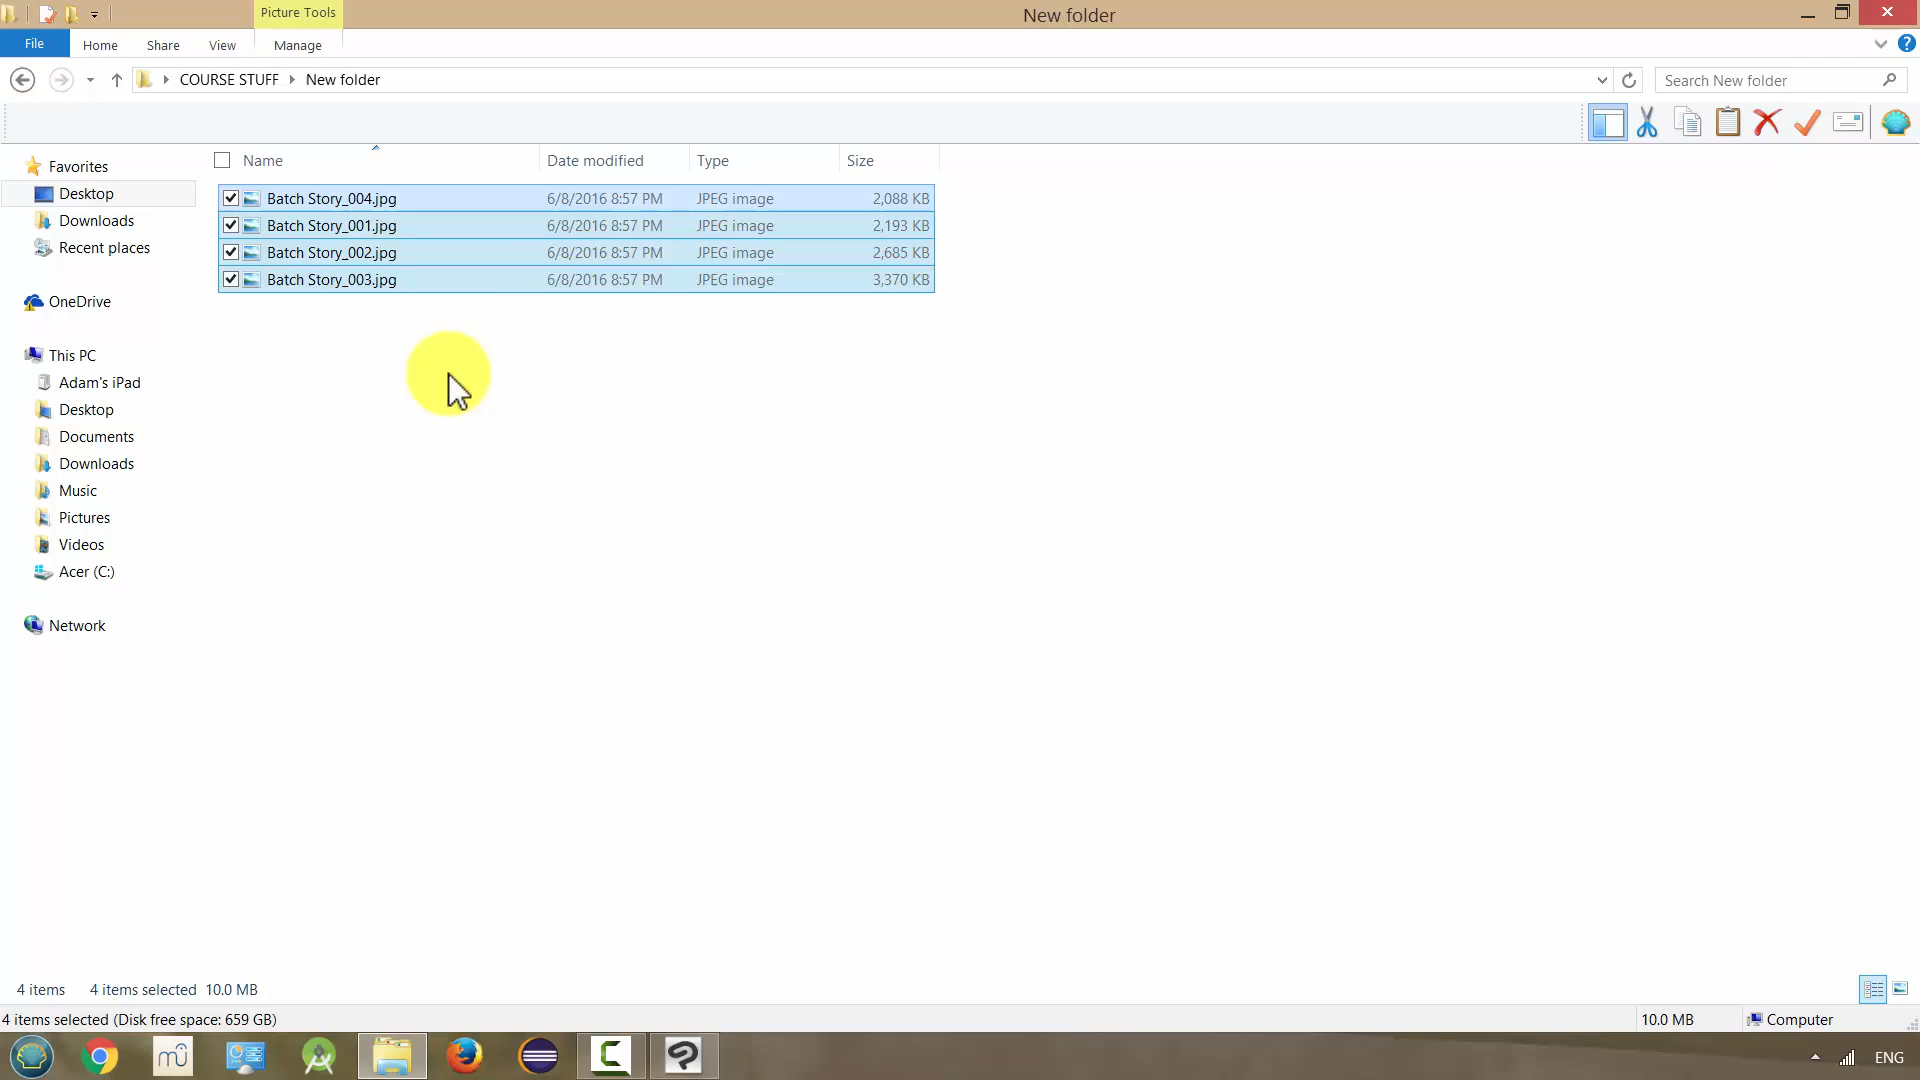 Picture Tools
New folder
File
Home
Share
View
Manage
COURSE STUFF
New folder
Search New folder
Name
Date modified
Type
Size
Favorites
Desktop
Downloads
Recent places
OneDrive
This PC
Adam's iPad
Desktop
Documents
Downloads
Music
Pictures
Videos
Acer (C:)
Network
Batch Story_004.jpg 6/8/2016 8:57 PM JPEG image 2,088 KB
Batch Story_001.jpg 6/8/2016 8:57 PM JPEG image 2,193 KB
Batch Story_002.jpg 6/8/2016 8:57 PM JPEG image 2,685 KB
Batch Story_003.jpg 6/8/2016 8:57 PM JPEG image 3,370 KB
4 items 4 items selected 10.0 MB
4 items selected (Disk free space: 659 GB)
10.0 MB
Computer
ENG